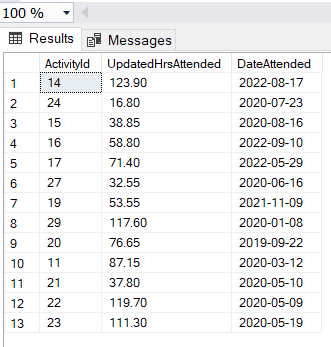 100 %
Results Messages
ActivityId UpdatedHrsAttended DateAttended
1 14 123.90 2022-08-17
2 24 16.80 2020-07-23
3 15 38.85 2020-08-16
4 16 58.80 2022-09-10
5 17 71.40 2022-05-29
6 27 32.55 2020-06-16
7 19 53.55 2021-11-09
8 29 117.60 2020-01-08
9 20 76.65 2019-09-22
10 11 87.15 2020-03-12
11 21 37.80 2020-05-10
12 22 119.70 2020-05-09
13 23 111.30 2020-05-19